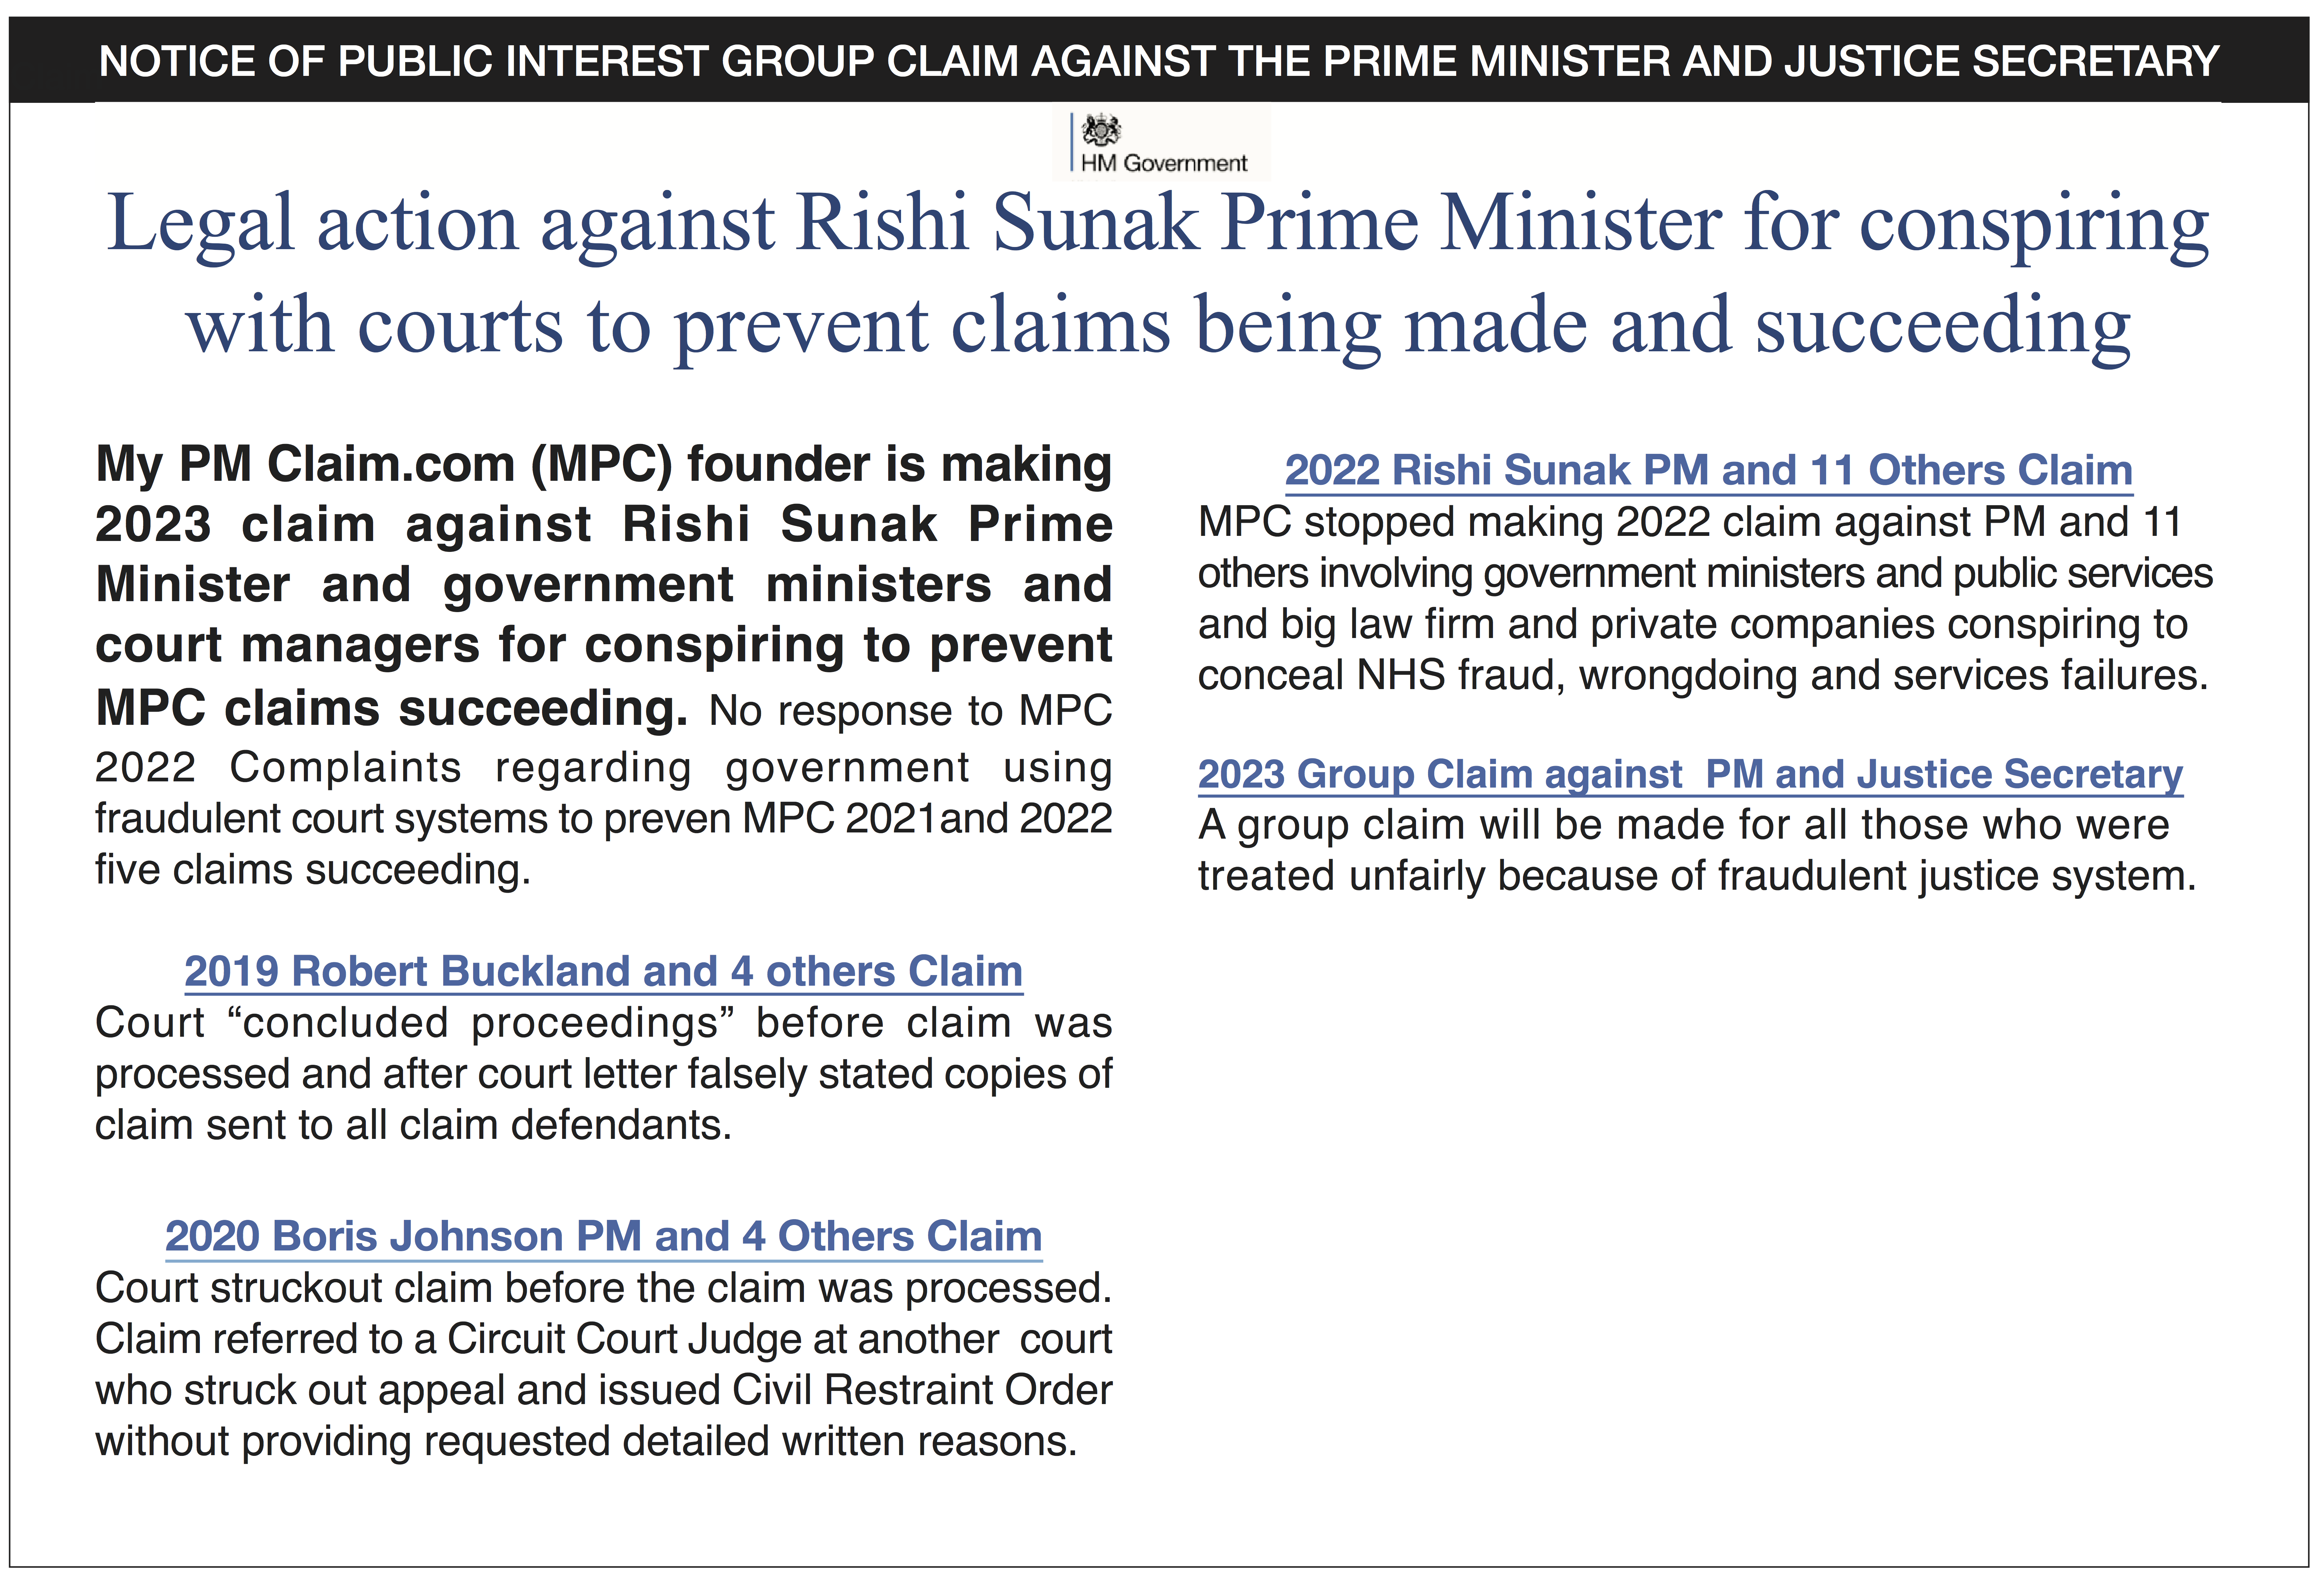 NOTICE OF PUBLIC INTEREST GROUP CLAIM AGAINST THE PRIME MINISTER AND JUSTICE SECRETARY
HM Government
Legal action against Rishi Sunak Prime Minister for conspiring
with courts to prevent claims being made and succeeding
My PM Claim.com (MPC) founder is making
2023 claim against Rishi Sunak Prime
Minister and government ministers and
court managers for conspiring to prevent
MPC claims succeeding. No response to MPC
2022 Complaints regarding government using
fraudulent court systems to preven MPC 2021and 2022
five claims succeeding.
2019 Robert Buckland and 4 others Claim
Court “concluded proceedings” before claim was
processed and after court letter falsely stated copies of
claim sent to all claim defendants.
2020 Boris Johnson PM and 4 Others Claim
Court struckout claim before the claim was processed.
Claim referred to a Circuit Court Judge at another court
who struck out appeal and issued Civil Restraint Order
without providing requested detailed written reasons.
2022 Rishi Sunak PM and 11 Others Claim
MPC stopped making 2022 claim against PM and 11
others involving government ministers and public services
and big law firm and private companies conspiring to
conceal NHS fraud, wrongdoing and services failures.
2023 Group Claim against PM and Justice Secretary
A group claim will be made for all those who were
treated unfairly because of fraudulent justice system.